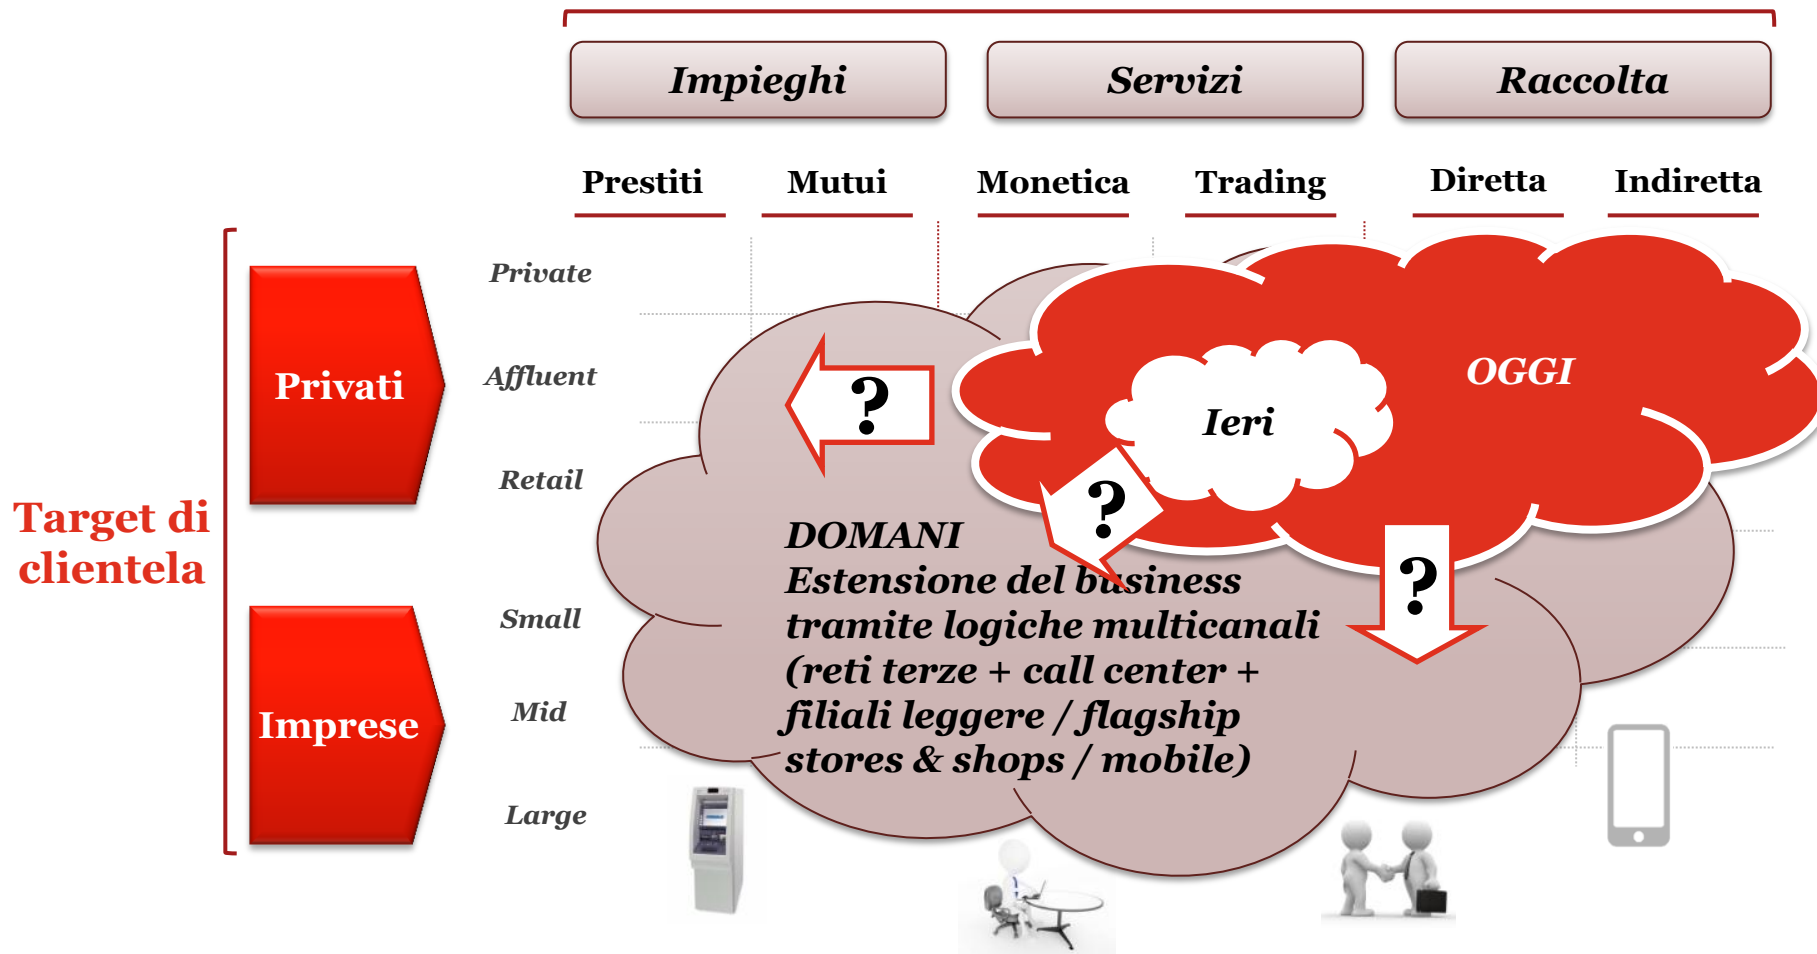 Impieghi
Servizi
Raccolta
Prestiti
Mutui
Monetica
Trading
Diretta
Indiretta
Target di
clientela
Privati
Imprese
Private
Affluent
Retail
Small
Mid
Large
OGGI
Ieri
?
?
?
DOMANI
Estensione del business
tramite logiche multicanali
(reti terze + call center +
filiali leggere / flagship
stores & shops / mobile)